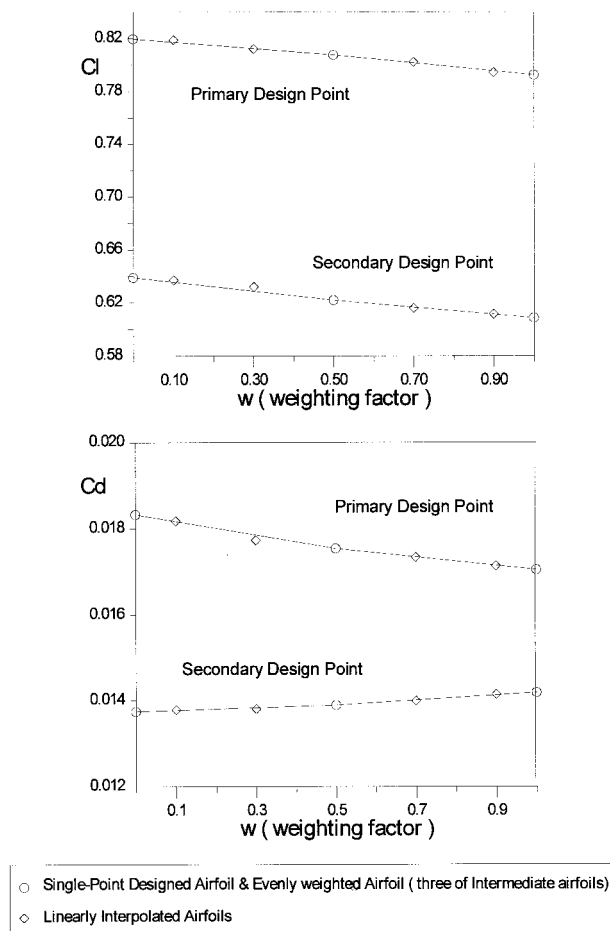 0.82
Cl
0.78
Primary Design Point
0.70
0.66
Secondary Design Point
0.62
0.58
0.10 0.30 0.50 0.70 0.90
w ( weighting factor )
0.020
Cd
Primary Design Point
0.018
0.016
Secondary Design Point
0.014
0.012
0.1 0.3 0.5 0.7 0.9
w ( weighting factor )
Single-Point Designed Airfoil & Evenly weighted Airfoil ( three of Intermediate airfoils)
Linearly Interpolated Airfoils